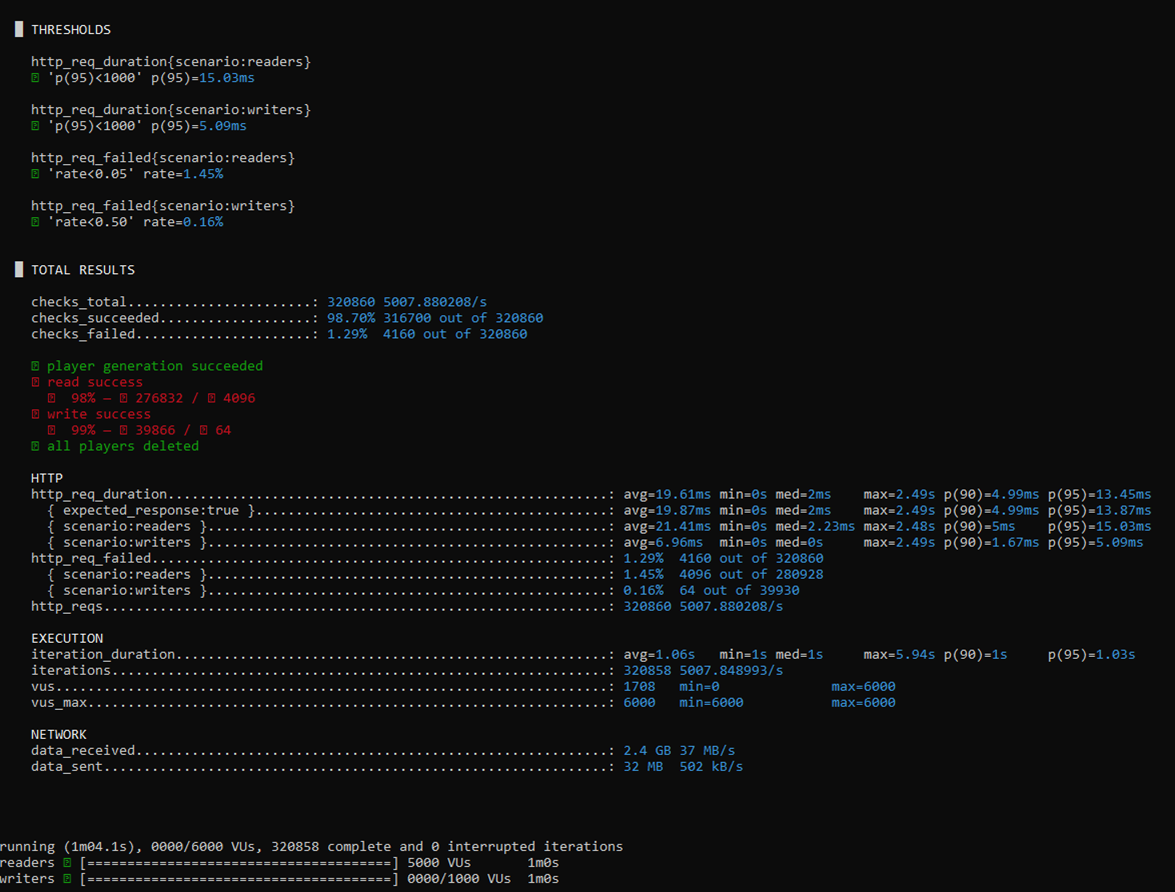 THRESHOLDS
http_req_duration{scenario:readers}
'p(95)<1000' p(95)=15.03ms
http_req_duration{scenario:writers}
'p(95)<1000' p(95)=5.09ms
http_req_failed{scenario:readers}
'rate<0.05' rate=1.45%
http_req_failed{scenario:writers}
'rate<0.50' rate=0.16%
TOTAL RESULTS
checks_total.......................: 320860 5007.880208/s
checks_succeeded...................: 98.70% 316700 out of 320860
checks_failed......................: 1.29%  4160 out of 320860
player generation succeeded
read success
98% — 276832 / 4096
write success
99% — 39866 / 64
all players deleted
HTTP
http_req_duration.......................................................: avg=19.61ms min=0s med=2ms    max=2.49s p(90)=4.99ms p(95)=13.45ms
{ expected_response:true }............................................: avg=19.87ms min=0s med=2ms    max=2.49s p(90)=4.99ms p(95)=13.87ms
{ scenario:readers }..................................................: avg=21.41ms min=0s med=2.23ms max=2.48s p(90)=5ms    p(95)=15.03ms
{ scenario:writers }..................................................: avg=6.96ms  min=0s med=0s     max=2.49s p(90)=1.67ms p(95)=5.09ms
http_req_failed.........................................................: 1.29%  4160 out of 320860
{ scenario:readers }..................................................: 1.45%  4096 out of 280928
{ scenario:writers }..................................................: 0.16%  64 out of 39930
http_reqs...............................................................: 320860 5007.880208/s
EXECUTION
iteration_duration......................................................: avg=1.06s   min=1s med=1s     max=5.94s p(90)=1s     p(95)=1.03s
iterations..............................................................: 320858 5007.848993/s
vus.....................................................................: 1708   min=0              max=6000
vus_max.................................................................: 6000   min=6000           max=6000
NETWORK
data_received...........................................................: 2.4 GB 37 MB/s
data_sent...............................................................: 32 MB  502 kB/s
running (1m04.1s), 0000/6000 VUs, 320858 complete and 0 interrupted iterations
readers [======================================] 5000 VUs       1m0s
writers [======================================] 0000/1000 VUs  1m0s